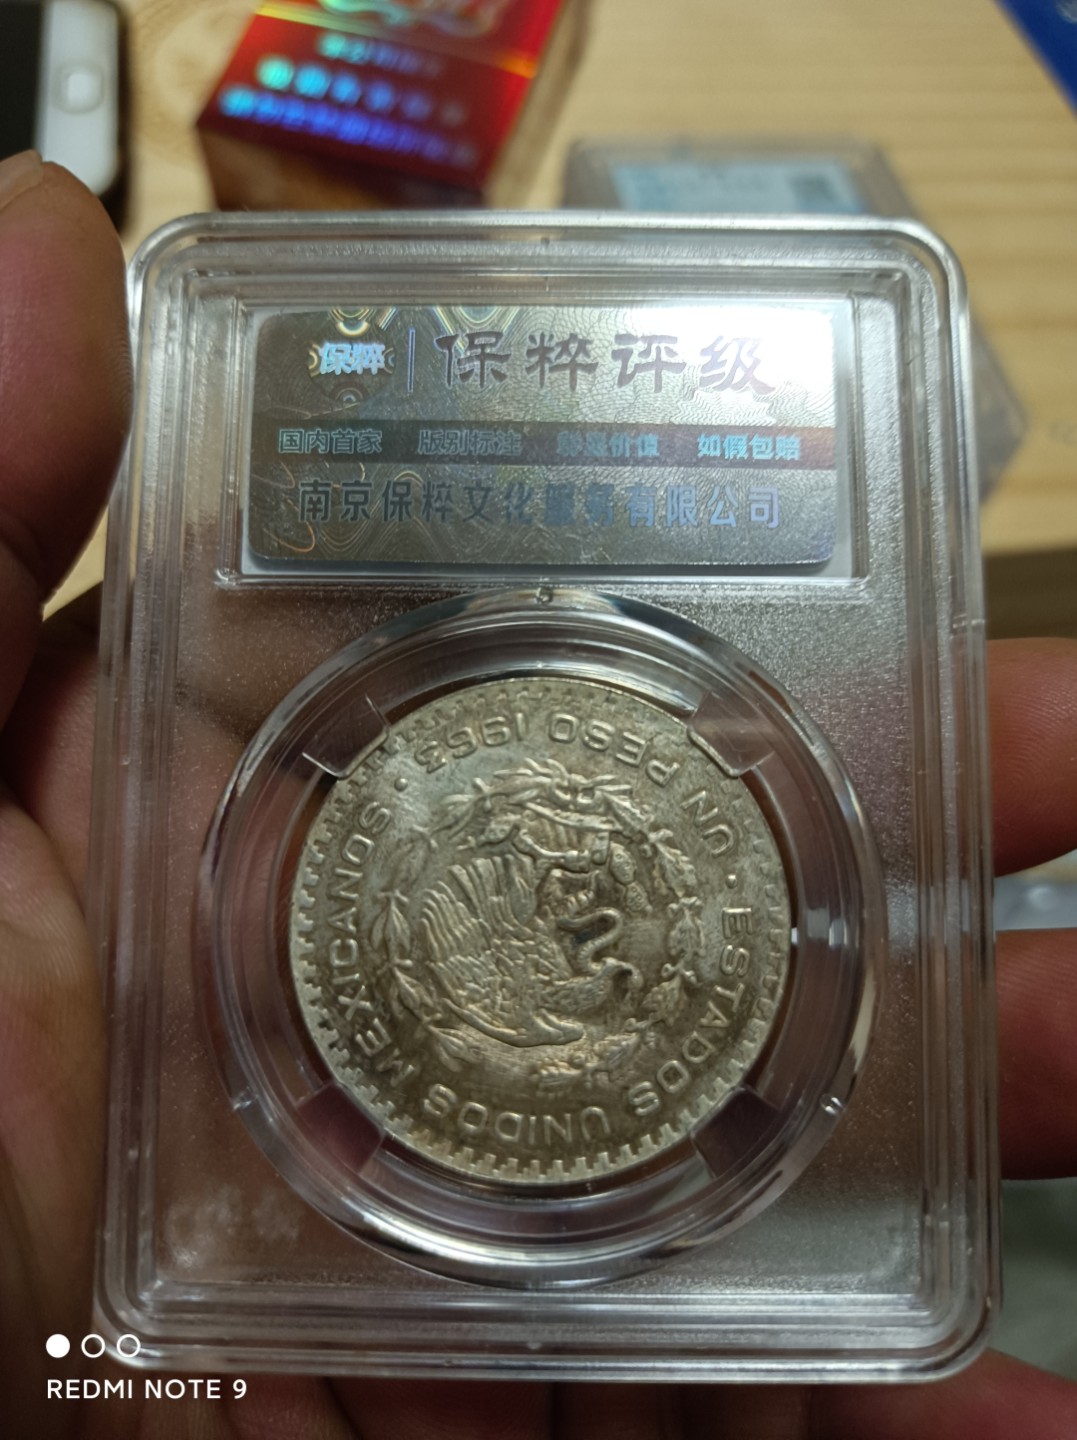 保粹 | 保粹评级
国内首家 版别标注 价值 如假包赔
南京保粹文化服务有限公司
UN PESO 1963 ·
· ESTADOS UNIDOS MEXICANOS
REDMI NOTE 9